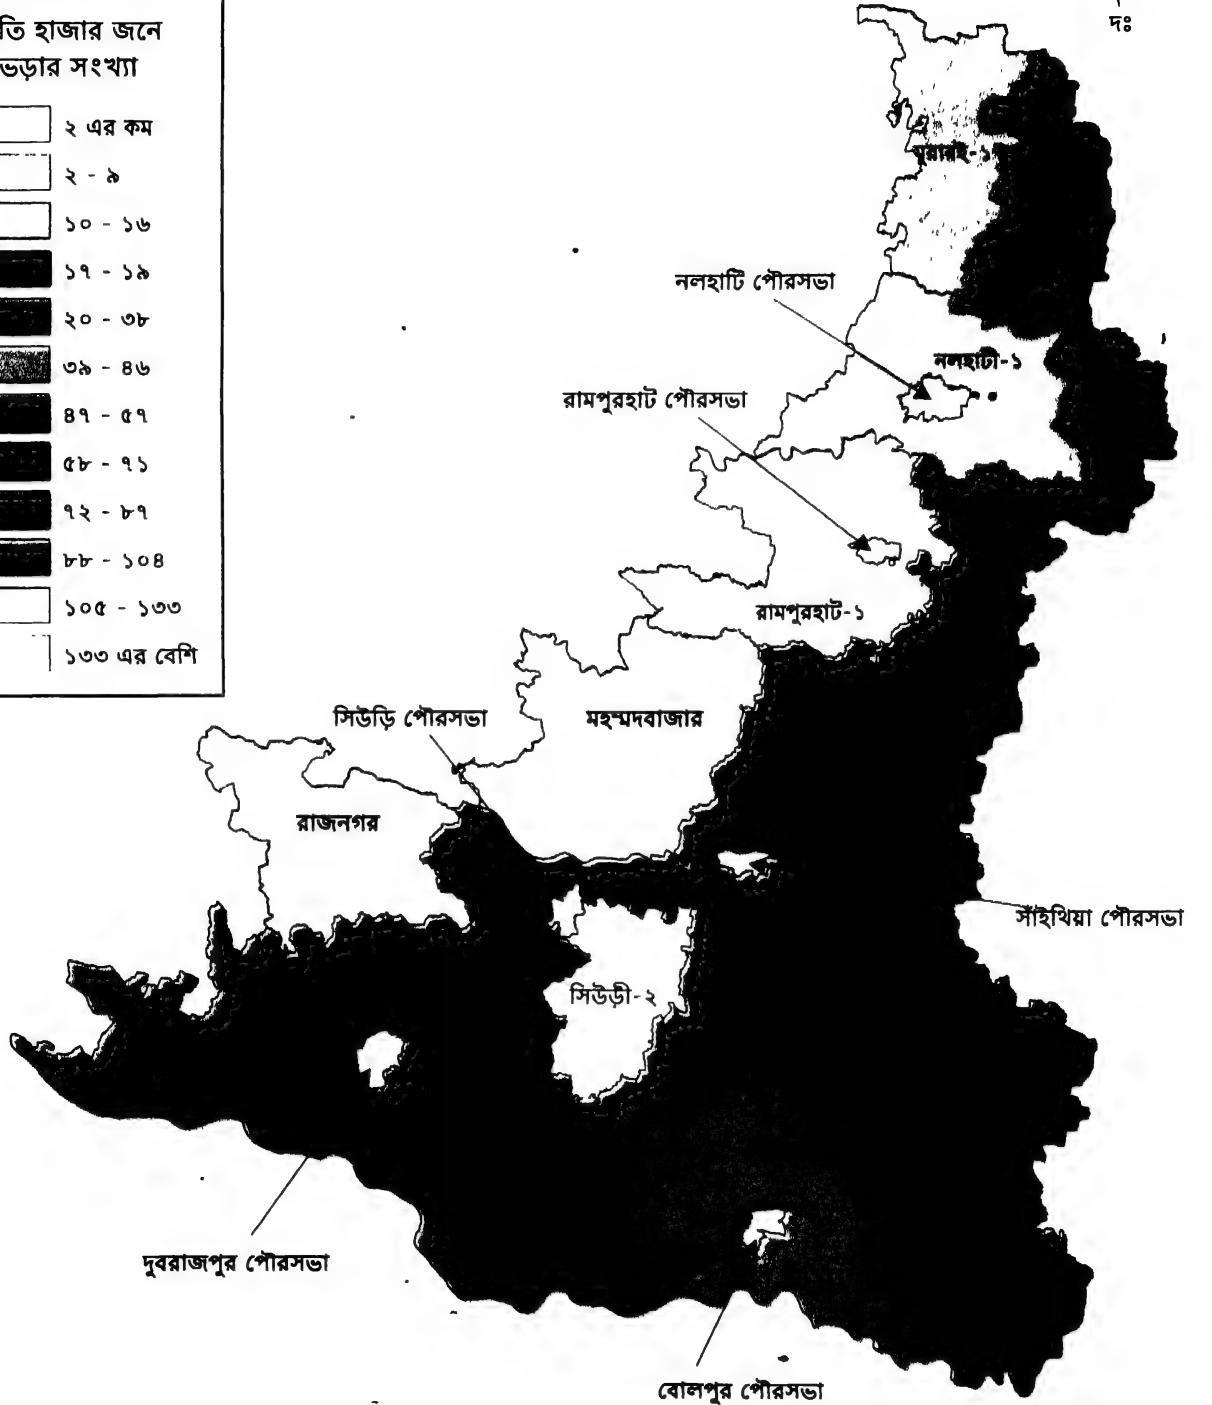 তি হাজার জনে
ভেড়ার সংখ্যা
২ এর কম
২ - ৯
১০ - ১৬
১৭ - ১৯
২০ - ৩৮
৩৯ - ৪৬
৪৭ - ৫৭
৫৮ - ৭১
৭২ - ৮৭
৮৮ - ১০৪
১০৫ - ১৩৩
১৩৩ এর বেশি
দঃ
মুরারই-১
নলহাটি পৌরসভা
নলহাটী-১
রামপুরহাট পৌরসভা
রামপুরহাট-১
সিউড়ি পৌরসভা
মহম্মদবাজার
রাজনগর
সাঁইথিয়া পৌরসভা
সিউড়ী-২
দুবরাজপুর পৌরসভা
বোলপুর পৌরসভা